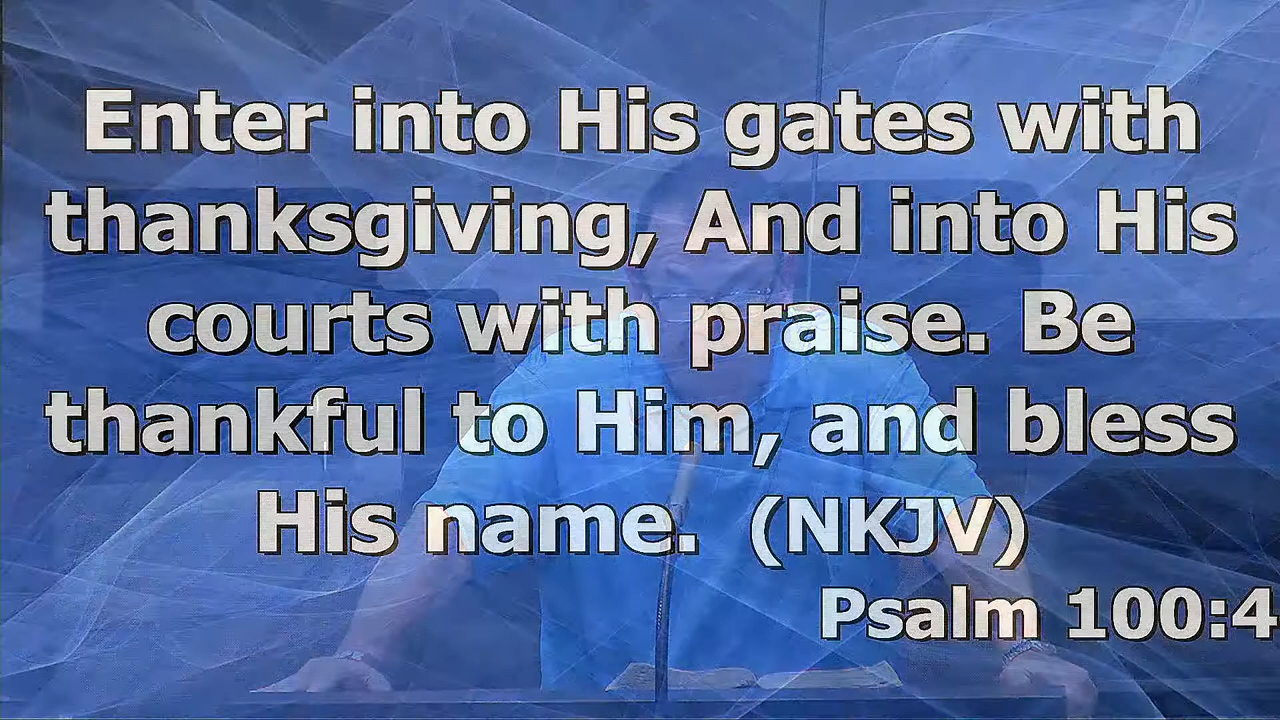 Enter into His gates with
thanksgiving, And into His
courts with praise. Be
thankful to Him, and bless
His name.  (NKJV)
Psalm 100:4